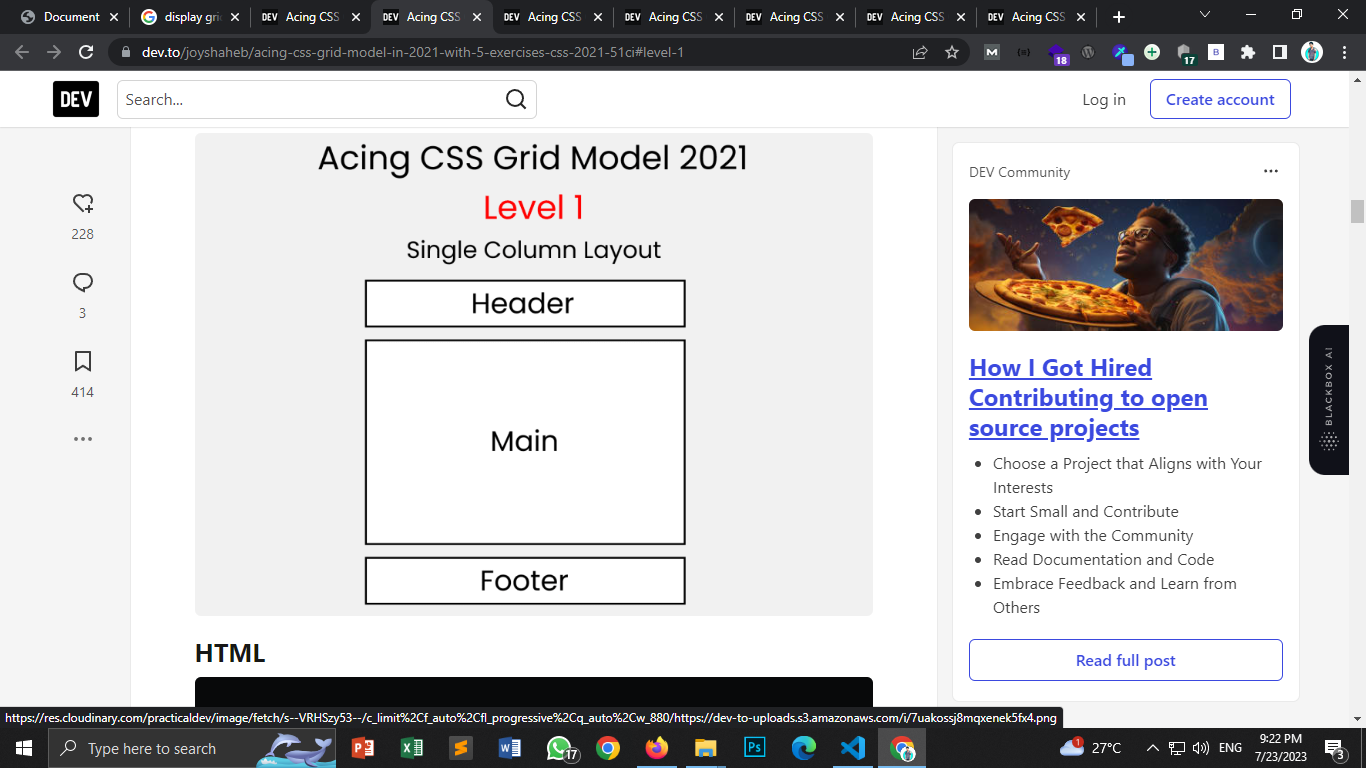 Document
display gri
DEV Acing CSS
DEV Acing CSS
DEV Acing CSS
DEV Acing CSS
DEV Acing CSS
DEV Acing CSS
DEV Acing CSS
dev.to/joyshaheb/acing-css-grid-model-in-2021-with-5-exercises-css-2021-51ci#level-1
18
17
DEV
Search...
Log in
Create account
228
3
414
Acing CSS Grid Model 2021
Level 1
Single Column Layout
Header
Main
Footer
HTML
DEV Community
How I Got Hired
Contributing to open
source projects
• Choose a Project that Aligns with Your
Interests
• Start Small and Contribute
• Engage with the Community
• Read Documentation and Code
• Embrace Feedback and Learn from
Others
Read full post
BLACKBOX AI
https://res.cloudinary.com/practicaldev/image/fetch/s--VRHSzy53--/c_limit%2Cf_auto%2Cfl_progressive%2Cq_auto%2Cw_880/https://dev-to-uploads.s3.amazonaws.com/i/7uakossj8mqxenek5fx4.png
Type here to search
17
Ps
1
27°C
ENG
9:22 PM
7/23/2023
3